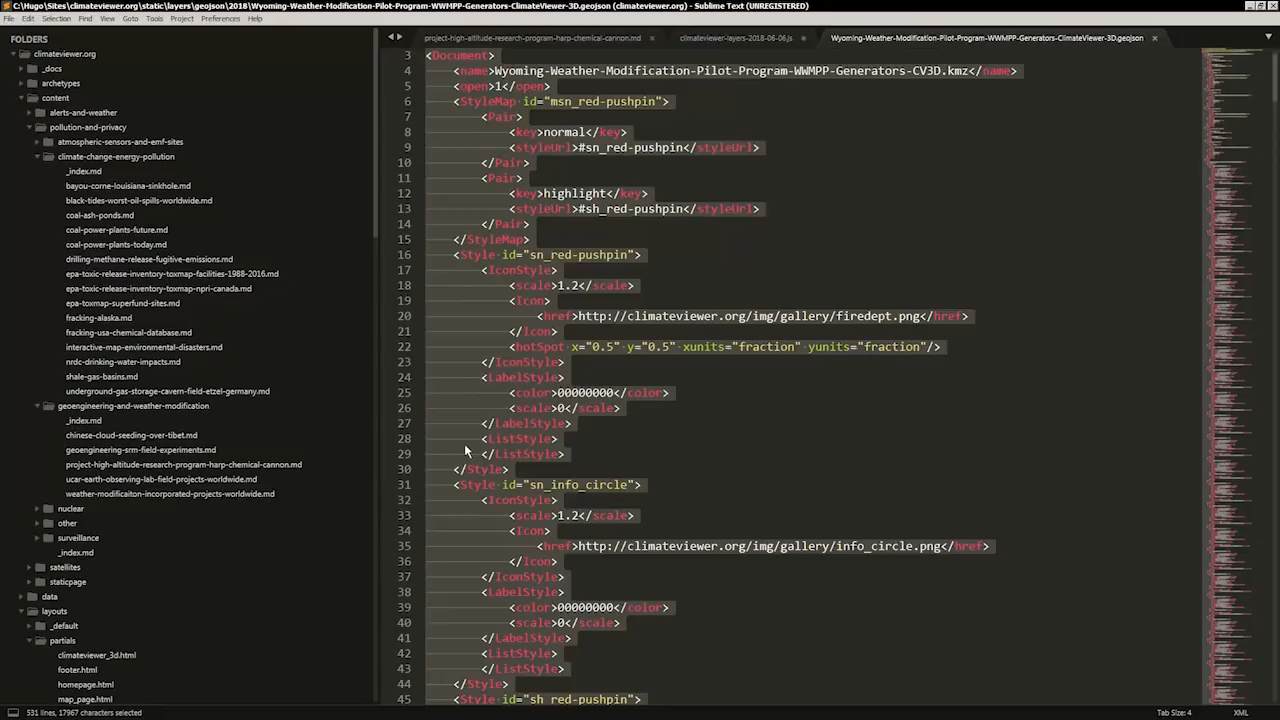 C:\Hugo\Sites\climateviewer.org\static\layers\geojson\2018\Wyoming-Weather-Modification-Pilot-Program-WWMPP-Generators-ClimateViewer-3D.geojson (climateviewer.org) - Sublime Text (UNREGISTERED)
File Edit Selection Find View Goto Tools Project Preferences Help
project-high-altitude-research-program-harp-chemical-cannon.md
climateviewer-layers-2018-06-06.js
Wyoming-Weather-Modification-Pilot-Program-WWMPP-Generators-ClimateViewer-3D.geojson
FOLDERS
climateviewer.org
_docs
archetypes
content
alerts-and-weather
pollution-and-privacy
atmospheric-sensors-and-emf-sites
climate-change-energy-pollution
_index.md
bayou-corne-louisiana-sinkhole.md
black-tides-worst-oil-spills-worldwide.md
coal-ash-ponds.md
coal-power-plants-future.md
coal-power-plants-today.md
drilling-methane-release-fugitive-emissions.md
epa-toxic-release-inventory-toxmap-facilities-1988-2016.md
epa-toxic-release-inventory-toxmap-npri-canada.md
epa-toxmap-superfund-sites.md
fracking-alaska.md
fracking-usa-chemical-database.md
interactive-map-environmental-disasters.md
nrdc-drinking-water-impacts.md
shale-gas-basins.md
underground-gas-storage-cavern-field-etzel-germany.md
geoengineering-and-weather-modification
_index.md
chinese-cloud-seeding-over-tibet.md
geoengineering-srm-field-experiments.md
project-high-altitude-research-program-harp-chemical-cannon.md
ucar-earth-observing-lab-field-projects-worldwide.md
weather-modificaiton-incorporated-projects-worldwide.md
nuclear
other
surveillance
_index.md
satellites
staticpage
data
layouts
_default
partials
climateviewer_3d.html
footer.html
homepage.html
map_page.html
3 <Document>
4 <name>Wyoming-Weather-Modification-Pilot-Program-WWMPP-Generators-CV3D.kmz</name>
5 <open>1</open>
6 <StyleMap id="msn_red_pushpin">
7 <Pair>
8 <key>normal</key>
9 <styleUrl>#sn_red-pushpin</styleUrl>
10 </Pair>
11 <Pair>
12 <key>highlight</key>
13 <styleUrl>#sh_red-pushpin</styleUrl>
14 </Pair>
15 </StyleMap>
16 <Style id="sn_red-pushpin">
17 <IconStyle>
18 <scale>1.2</scale>
19 <Icon>
20 <href>http://climateviewer.org/img/gallery/firedept.png</href>
21 </Icon>
22 <hotSpot x="0.5" y="0.5" xunits="fraction" yunits="fraction"/>
23 </IconStyle>
24 <LabelStyle>
25 <color>00000000</color>
26 <scale>0</scale>
27 </LabelStyle>
28 <ListStyle>
29 </ListStyle>
30 </Style>
31 <Style id="sn_info_circle">
32 <IconStyle>
33 <scale>1.2</scale>
34 <Icon>
35 <href>http://climateviewer.org/img/gallery/info_circle.png</href>
36 </Icon>
37 </IconStyle>
38 <LabelStyle>
39 <color>00000000</color>
40 <scale>0</scale>
41 </LabelStyle>
42 <ListStyle>
43 </ListStyle>
44 </Style>
45 <Style id="sn_red-pushpin">
531 lines, 17967 characters selected
Tab Size: 4
XML